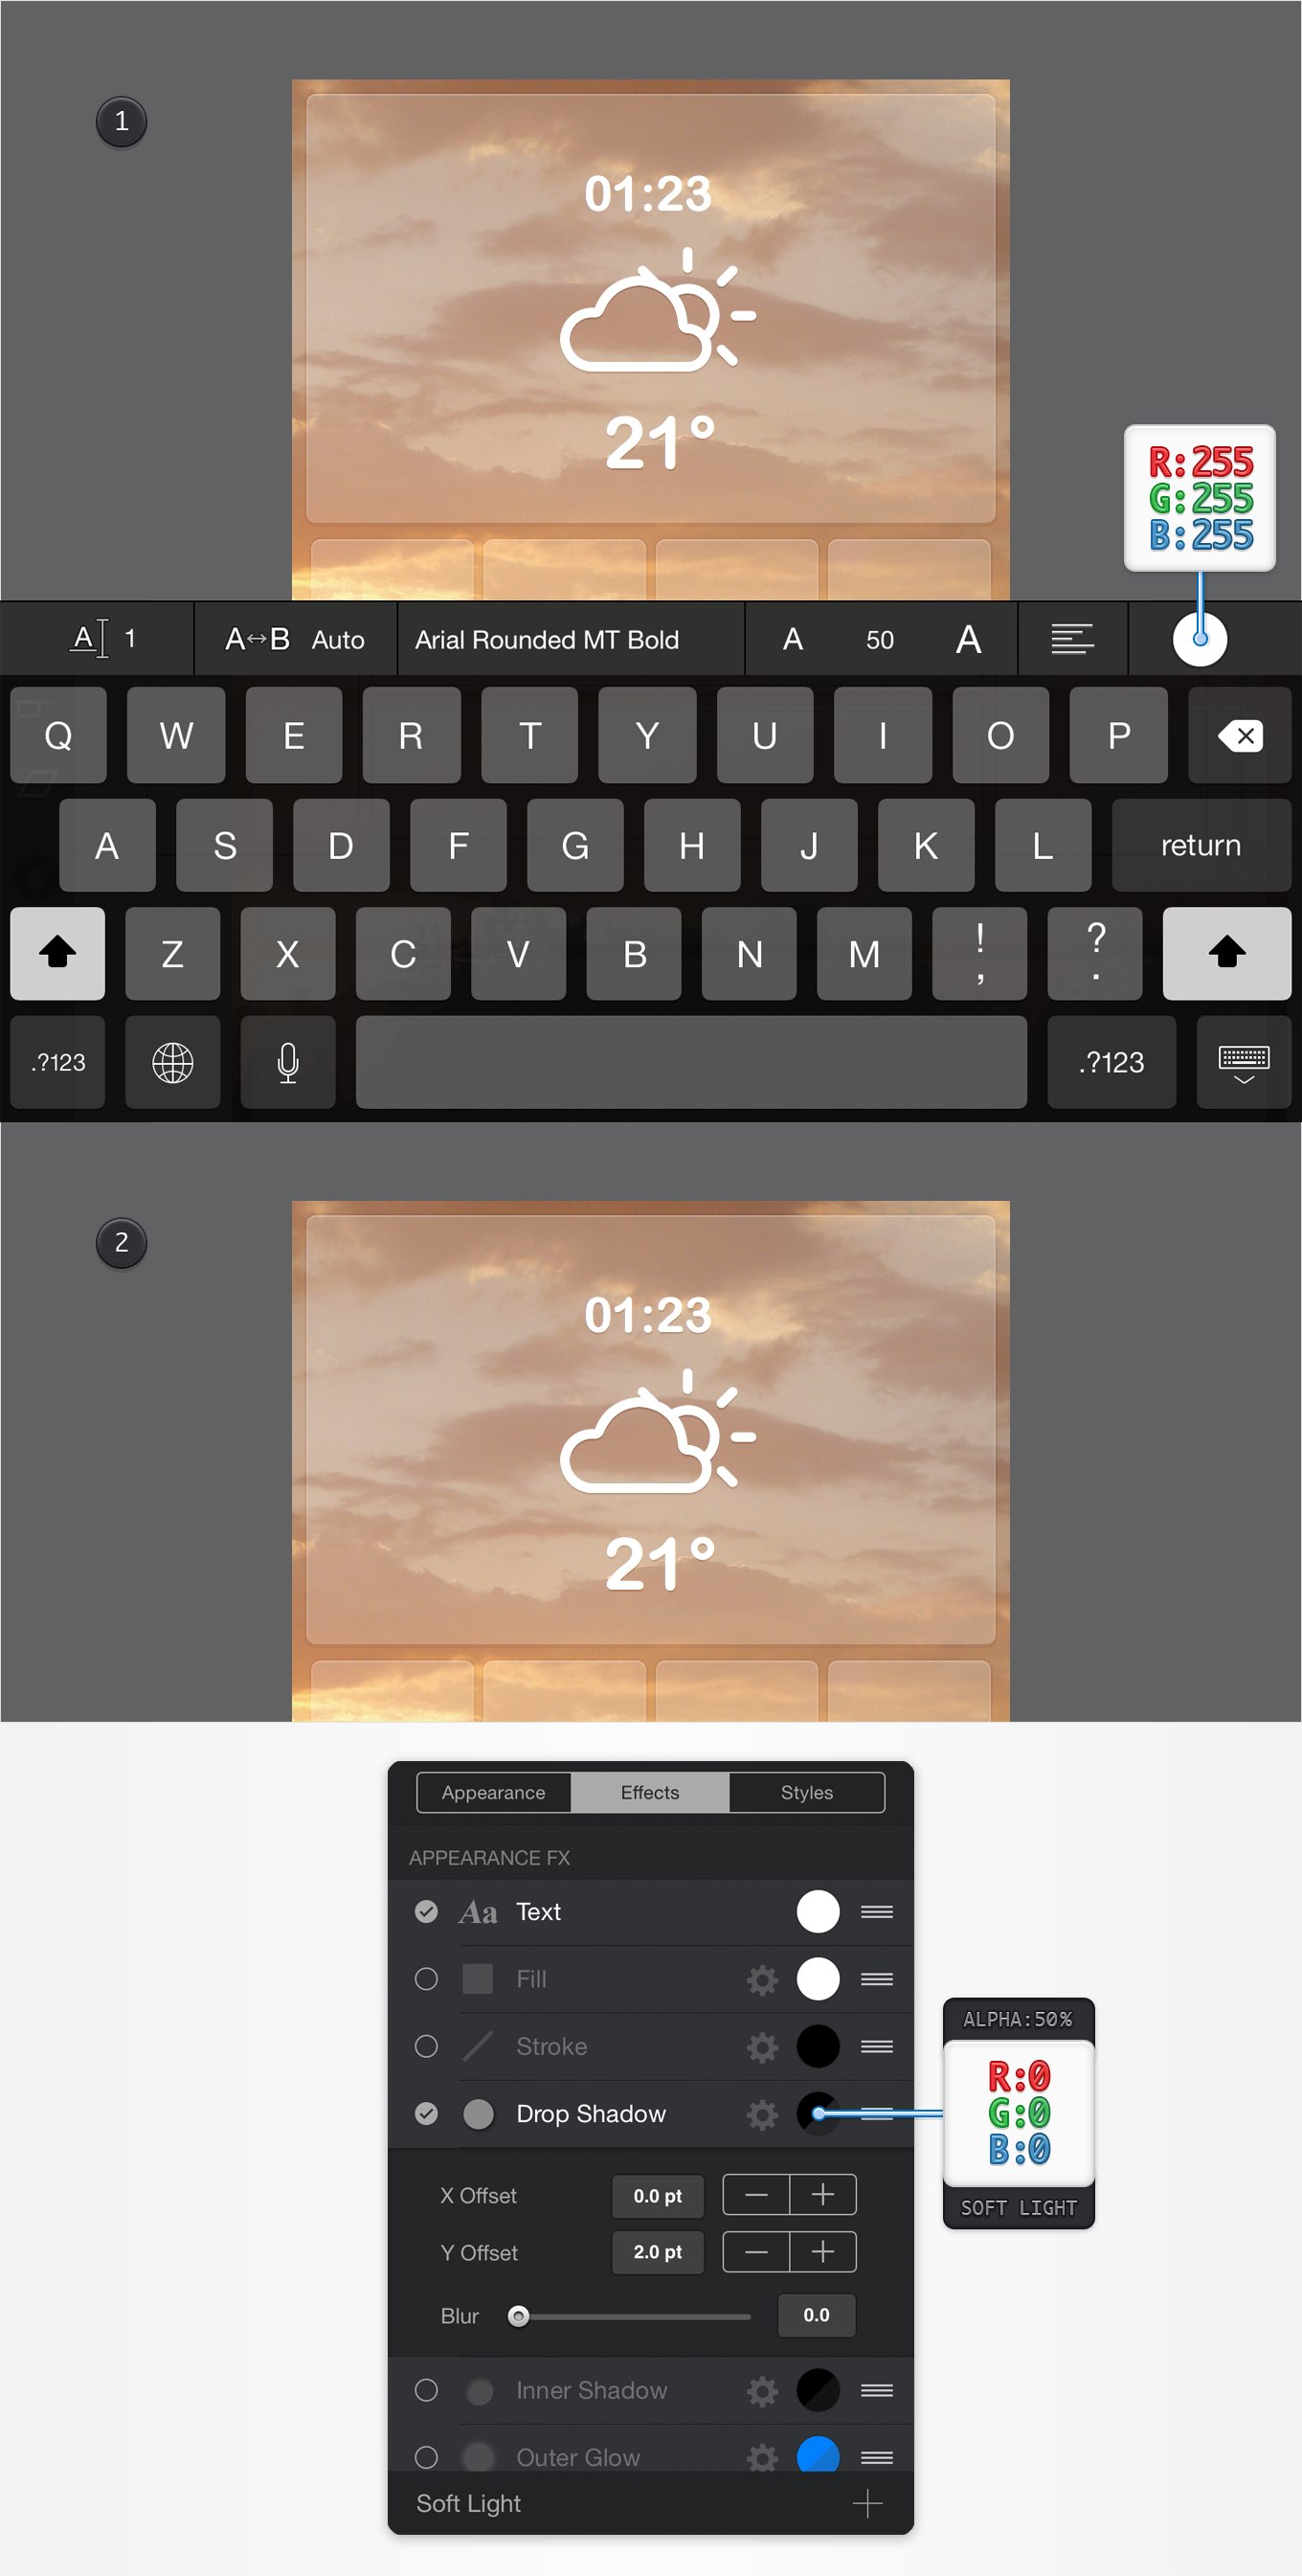 1
01:23
21°
R:255
G:255
B:255
A 1 A↔B Auto Arial Rounded MT Bold A 50 A
Q W E R T Y U I O P
A S D F G H J K L return
Z X C V B N M ! , ? .
.?123 .?123
2
01:23
21°
Appearance Effects Styles
APPEARANCE FX
Aa Text
Fill
Stroke
ALPHA:50%
R:0
G:0
B:0
SOFT LIGHT
Drop Shadow
X Offset 0.0 pt
Y Offset 2.0 pt
Blur 0.0
Inner Shadow
Outer Glow
Soft Light